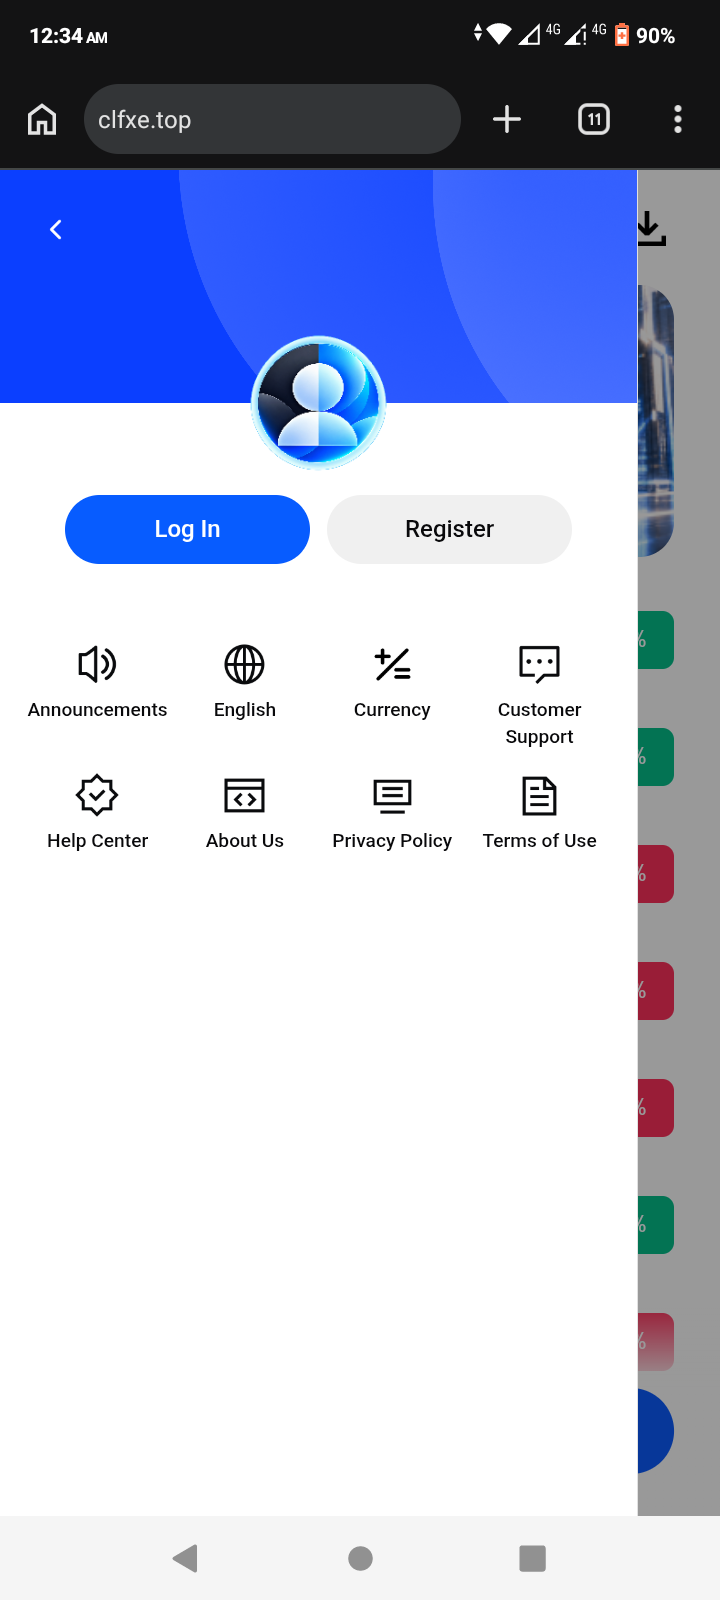 12:34 AM
4G 4G 90%
clfxe.top
11
Log In
Register
Announcements
English
Currency
Customer
Support
Help Center
About Us
Privacy Policy
Terms of Use
%
%
%
%
%
%
%